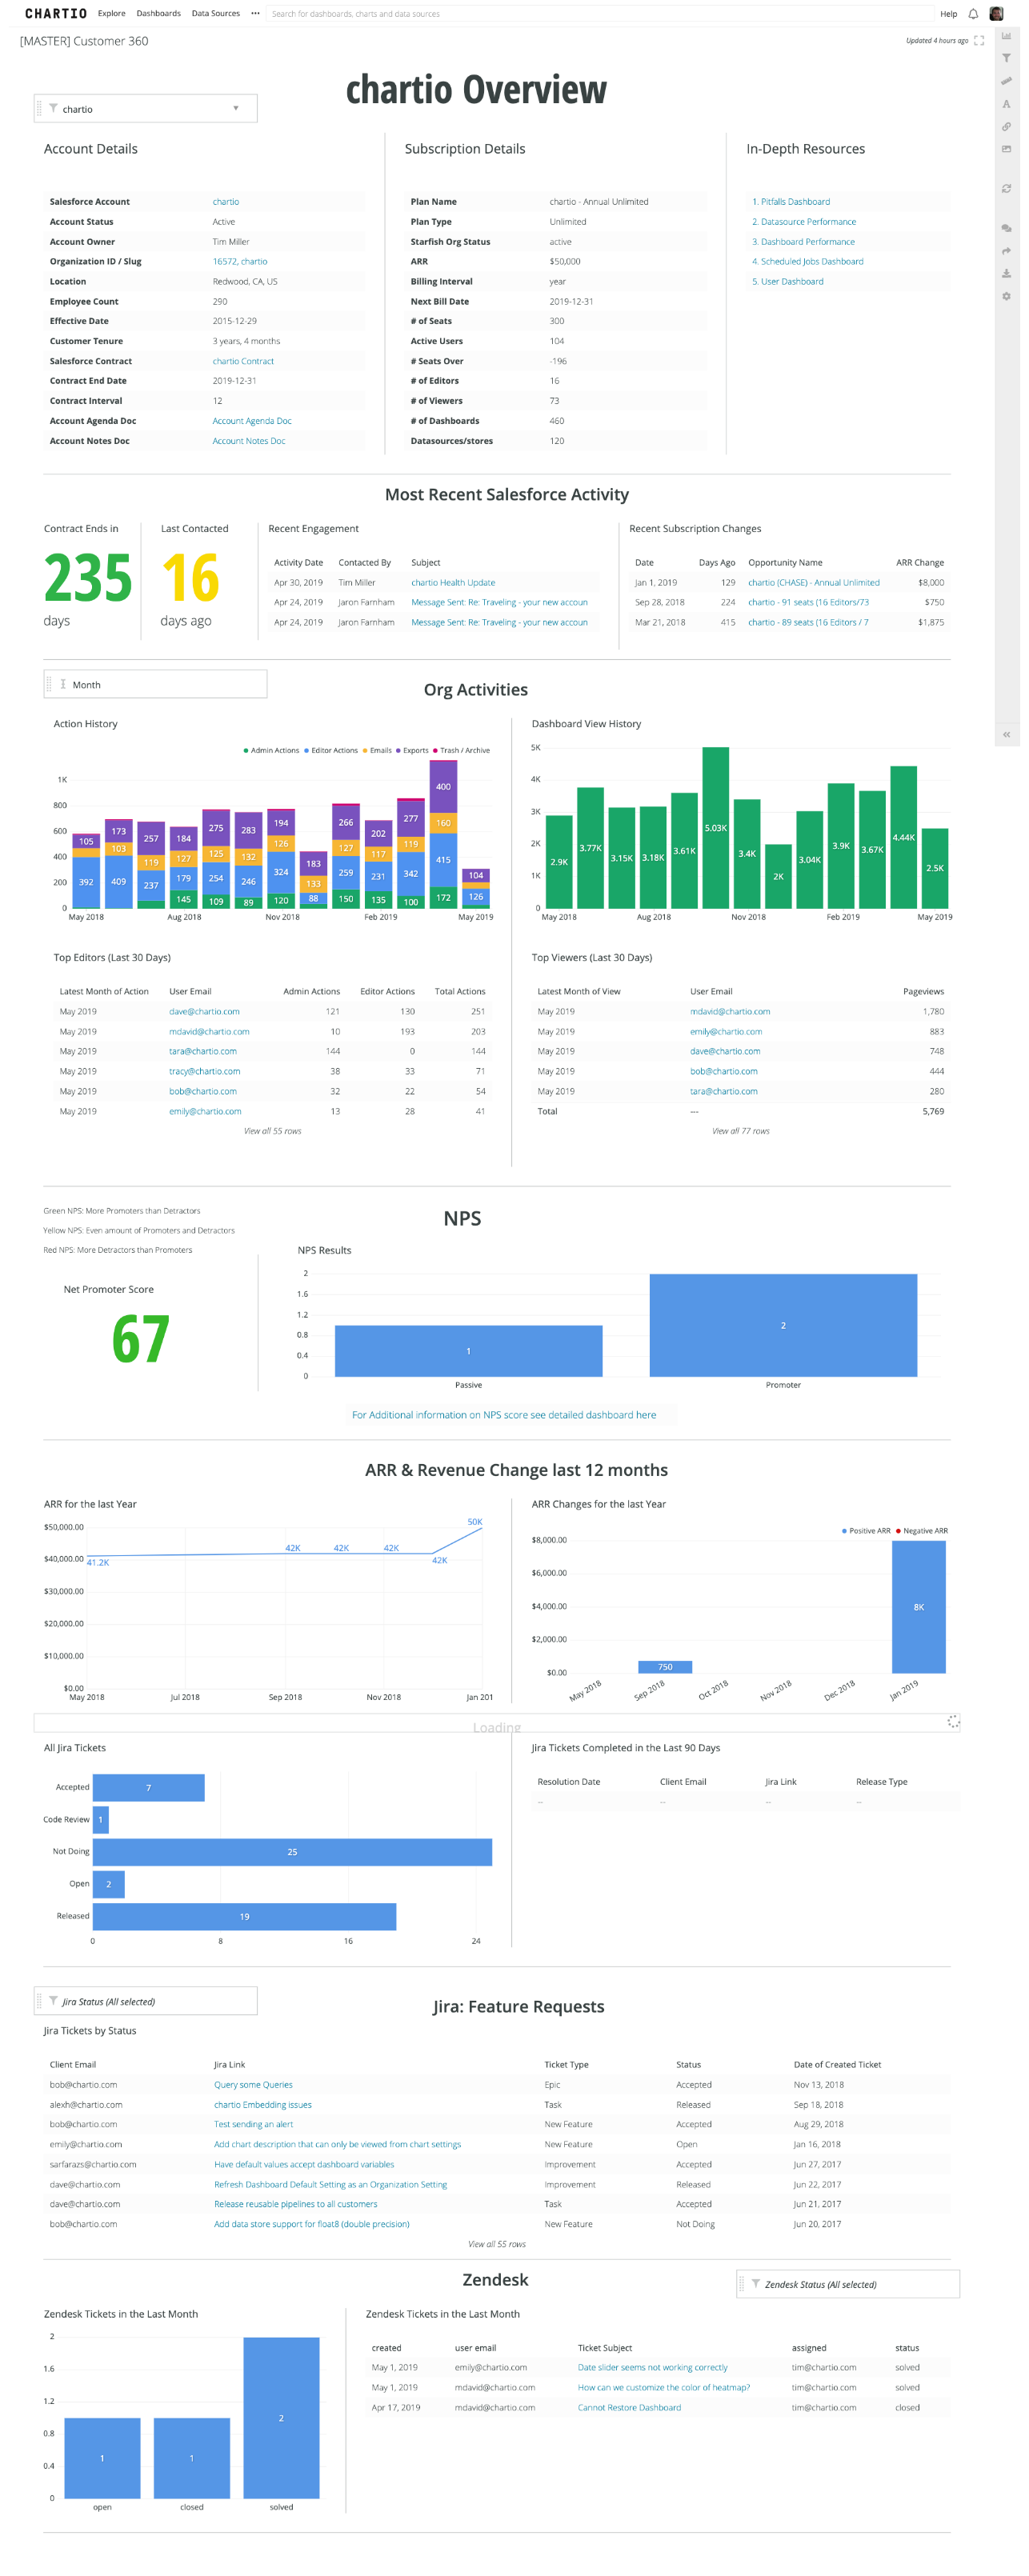 CHARTIO Explore Dashboards Data Sources ••• Search for dashboards, charts and data sources Help
[MASTER] Customer 360 Updated 4 hours ago
chartio Overview
chartio
Account Details
Salesforce Account chartio
Account Status Active
Account Owner Tim Miller
Organization ID / Slug 16572, chartio
Location Redwood, CA, US
Employee Count 290
Effective Date 2015-12-29
Customer Tenure 3 years, 4 months
Salesforce Contract chartio Contract
Contract End Date 2019-12-31
Contract Interval 12
Account Agenda Doc Account Agenda Doc
Account Notes Doc Account Notes Doc
Subscription Details
Plan Name chartio - Annual Unlimited
Plan Type Unlimited
Starfish Org Status active
ARR $50,000
Billing Interval year
Next Bill Date 2019-12-31
# of Seats 300
Active Users 104
# Seats Over -196
# of Editors 16
# of Viewers 73
# of Dashboards 460
Datasources/stores 120
In-Depth Resources
1. Pitfalls Dashboard
2. Datasource Performance
3. Dashboard Performance
4. Scheduled Jobs Dashboard
5. User Dashboard
Most Recent Salesforce Activity
Contract Ends in
235
days
Last Contacted
16
days ago
Recent Engagement
Activity Date Contacted By Subject
Apr 30, 2019 Tim Miller chartio Health Update
Apr 24, 2019 Jaron Farnham Message Sent: Re: Traveling - your new accoun
Apr 24, 2019 Jaron Farnham Message Sent: Re: Traveling - your new accoun
Recent Subscription Changes
Date Days Ago Opportunity Name ARR Change
Jan 1, 2019 129 chartio (CHASE) - Annual Unlimited $8,000
Sep 28, 2018 224 chartio - 91 seats (16 Editors/73 $750
Mar 21, 2018 415 chartio - 89 seats (16 Editors / 7 $1,875
Month
Org Activities
Action History
Admin Actions Editor Actions Emails Exports Trash / Archive
1K
800
600
400
200
0
105 392
173 103 409
257 119 237
184 127 179 145
275 125 254 109
283 132 246 89
194 126 324 120
183 133 88
266 127 259 150
202 117 231 135
277 119 342 100
400 160 415 172
104 126
May 2018 Aug 2018 Nov 2018 Feb 2019 May 2019
Dashboard View History
5K
4K
3K
2K
1K
0
2.9K 3.77K 3.15K 3.18K 3.61K 5.03K 3.4K 2K 3.04K 3.9K 3.67K 4.44K 2.5K
May 2018 Aug 2018 Nov 2018 Feb 2019 May 2019
Top Editors (Last 30 Days)
Latest Month of Action User Email Admin Actions Editor Actions Total Actions
May 2019 dave@chartio.com 121 130 251
May 2019 mdavid@chartio.com 10 193 203
May 2019 tara@chartio.com 144 0 144
May 2019 tracy@chartio.com 38 33 71
May 2019 bob@chartio.com 32 22 54
May 2019 emily@chartio.com 13 28 41
View all 55 rows
Top Viewers (Last 30 Days)
Latest Month of View User Email Pageviews
May 2019 mdavid@chartio.com 1,780
May 2019 emily@chartio.com 883
May 2019 dave@chartio.com 748
May 2019 bob@chartio.com 444
May 2019 tara@chartio.com 280
Total --- 5,769
View all 77 rows
Green NPS: More Promoters than Detractors
Yellow NPS: Even amount of Promoters and Detractors
Red NPS: More Detractors than Promoters
NPS
Net Promoter Score
67
NPS Results
2
1.6
1.2
0.8
0.4
0
1 2
Passive Promoter
For Additional information on NPS score see detailed dashboard here
ARR & Revenue Change last 12 months
ARR for the last Year
$50,000.00
$40,000.00
$30,000.00
$20,000.00
$10,000.00
$0.00
41.2K 42K 42K 42K 42K 50K
May 2018 Jul 2018 Sep 2018 Nov 2018 Jan 201
ARR Changes for the last Year
Positive ARR Negative ARR
$8,000.00
$6,000.00
$4,000.00
$2,000.00
$0.00
750 8K
May 2018 Sep 2018 Oct 2018 Nov 2018 Dec 2018 Jan 2019
Loading
All Jira Tickets
Accepted 7
Code Review 1
Not Doing 25
Open 2
Released 19
0 8 16 24
Jira Tickets Completed in the Last 90 Days
Resolution Date Client Email Jira Link Release Type
-- -- -- --
Jira Status (All selected)
Jira: Feature Requests
Jira Tickets by Status
Client Email Jira Link Ticket Type Status Date of Created Ticket
bob@chartio.com Query some Queries Epic Accepted Nov 13, 2018
alexh@chartio.com chartio Embedding issues Task Released Sep 18, 2018
bob@chartio.com Test sending an alert New Feature Accepted Aug 29, 2018
emily@chartio.com Add chart description that can only be viewed from chart settings New Feature Open Jan 16, 2018
sarfarazs@chartio.com Have default values accept dashboard variables Improvement Accepted Jun 27, 2017
dave@chartio.com Refresh Dashboard Default Setting as an Organization Setting Improvement Released Jun 22, 2017
dave@chartio.com Release reusable pipelines to all customers Task Accepted Jun 21, 2017
bob@chartio.com Add data store support for float8 (double precision) New Feature Not Doing Jun 20, 2017
View all 55 rows
Zendesk
Zendesk Status (All selected)
Zendesk Tickets in the Last Month
2
1.6
1.2
0.8
0.4
0
1 1 2
open closed solved
Zendesk Tickets in the Last Month
created user email Ticket Subject assigned status
May 1, 2019 emily@chartio.com Date slider seems not working correctly tim@chartio.com solved
May 1, 2019 mdavid@chartio.com How can we customize the color of heatmap? tim@chartio.com solved
Apr 17, 2019 mdavid@chartio.com Cannot Restore Dashboard tim@chartio.com closed